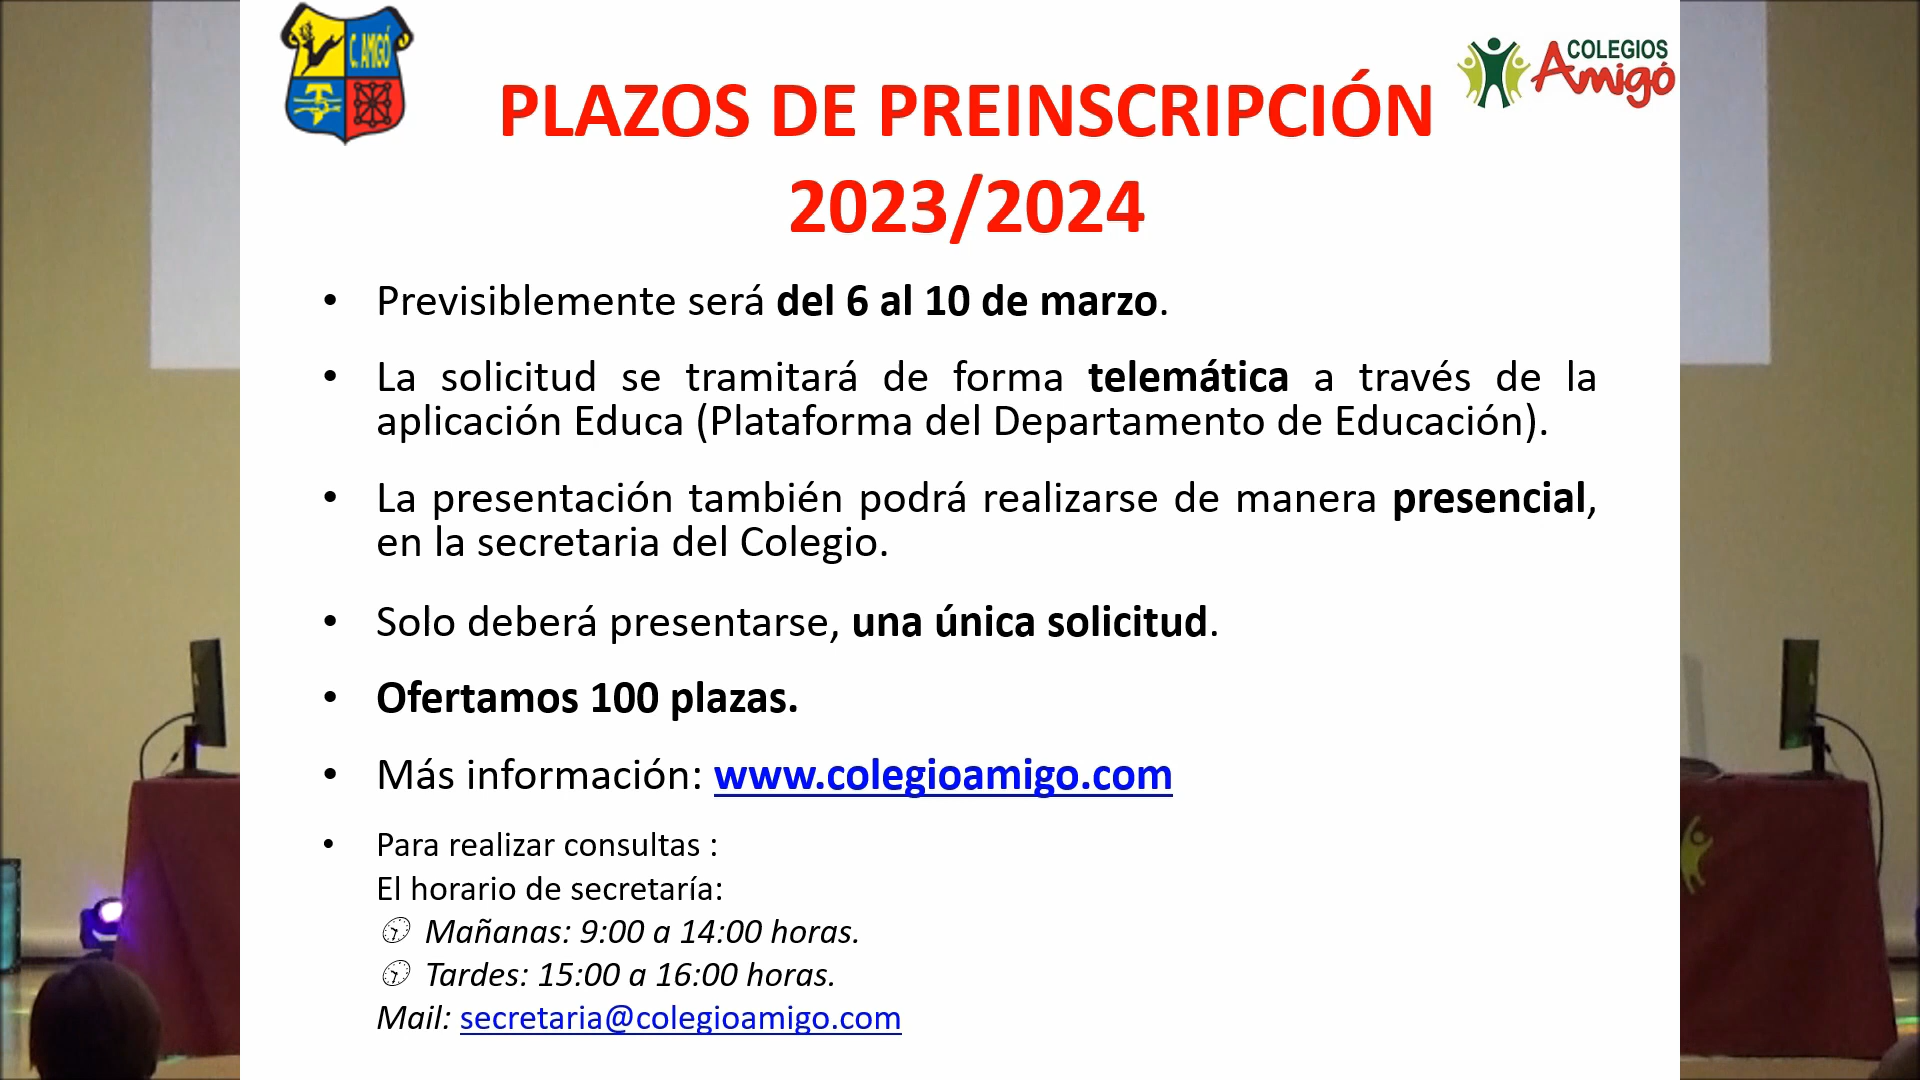 C. AMIGÓ
COLEGIOS
Amigó
PLAZOS DE PREINSCRIPCIÓN
2023/2024
• Previsiblemente será del 6 al 10 de marzo.
• La solicitud se tramitará de forma telemática a través de la
aplicación Educa (Plataforma del Departamento de Educación).
• La presentación también podrá realizarse de manera presencial,
en la secretaria del Colegio.
• Solo deberá presentarse, una única solicitud.
• Ofertamos 100 plazas.
• Más información: www.colegioamigo.com
• Para realizar consultas :
El horario de secretaría:
Mañanas: 9:00 a 14:00 horas.
Tardes: 15:00 a 16:00 horas.
Mail: secretaria@colegioamigo.com